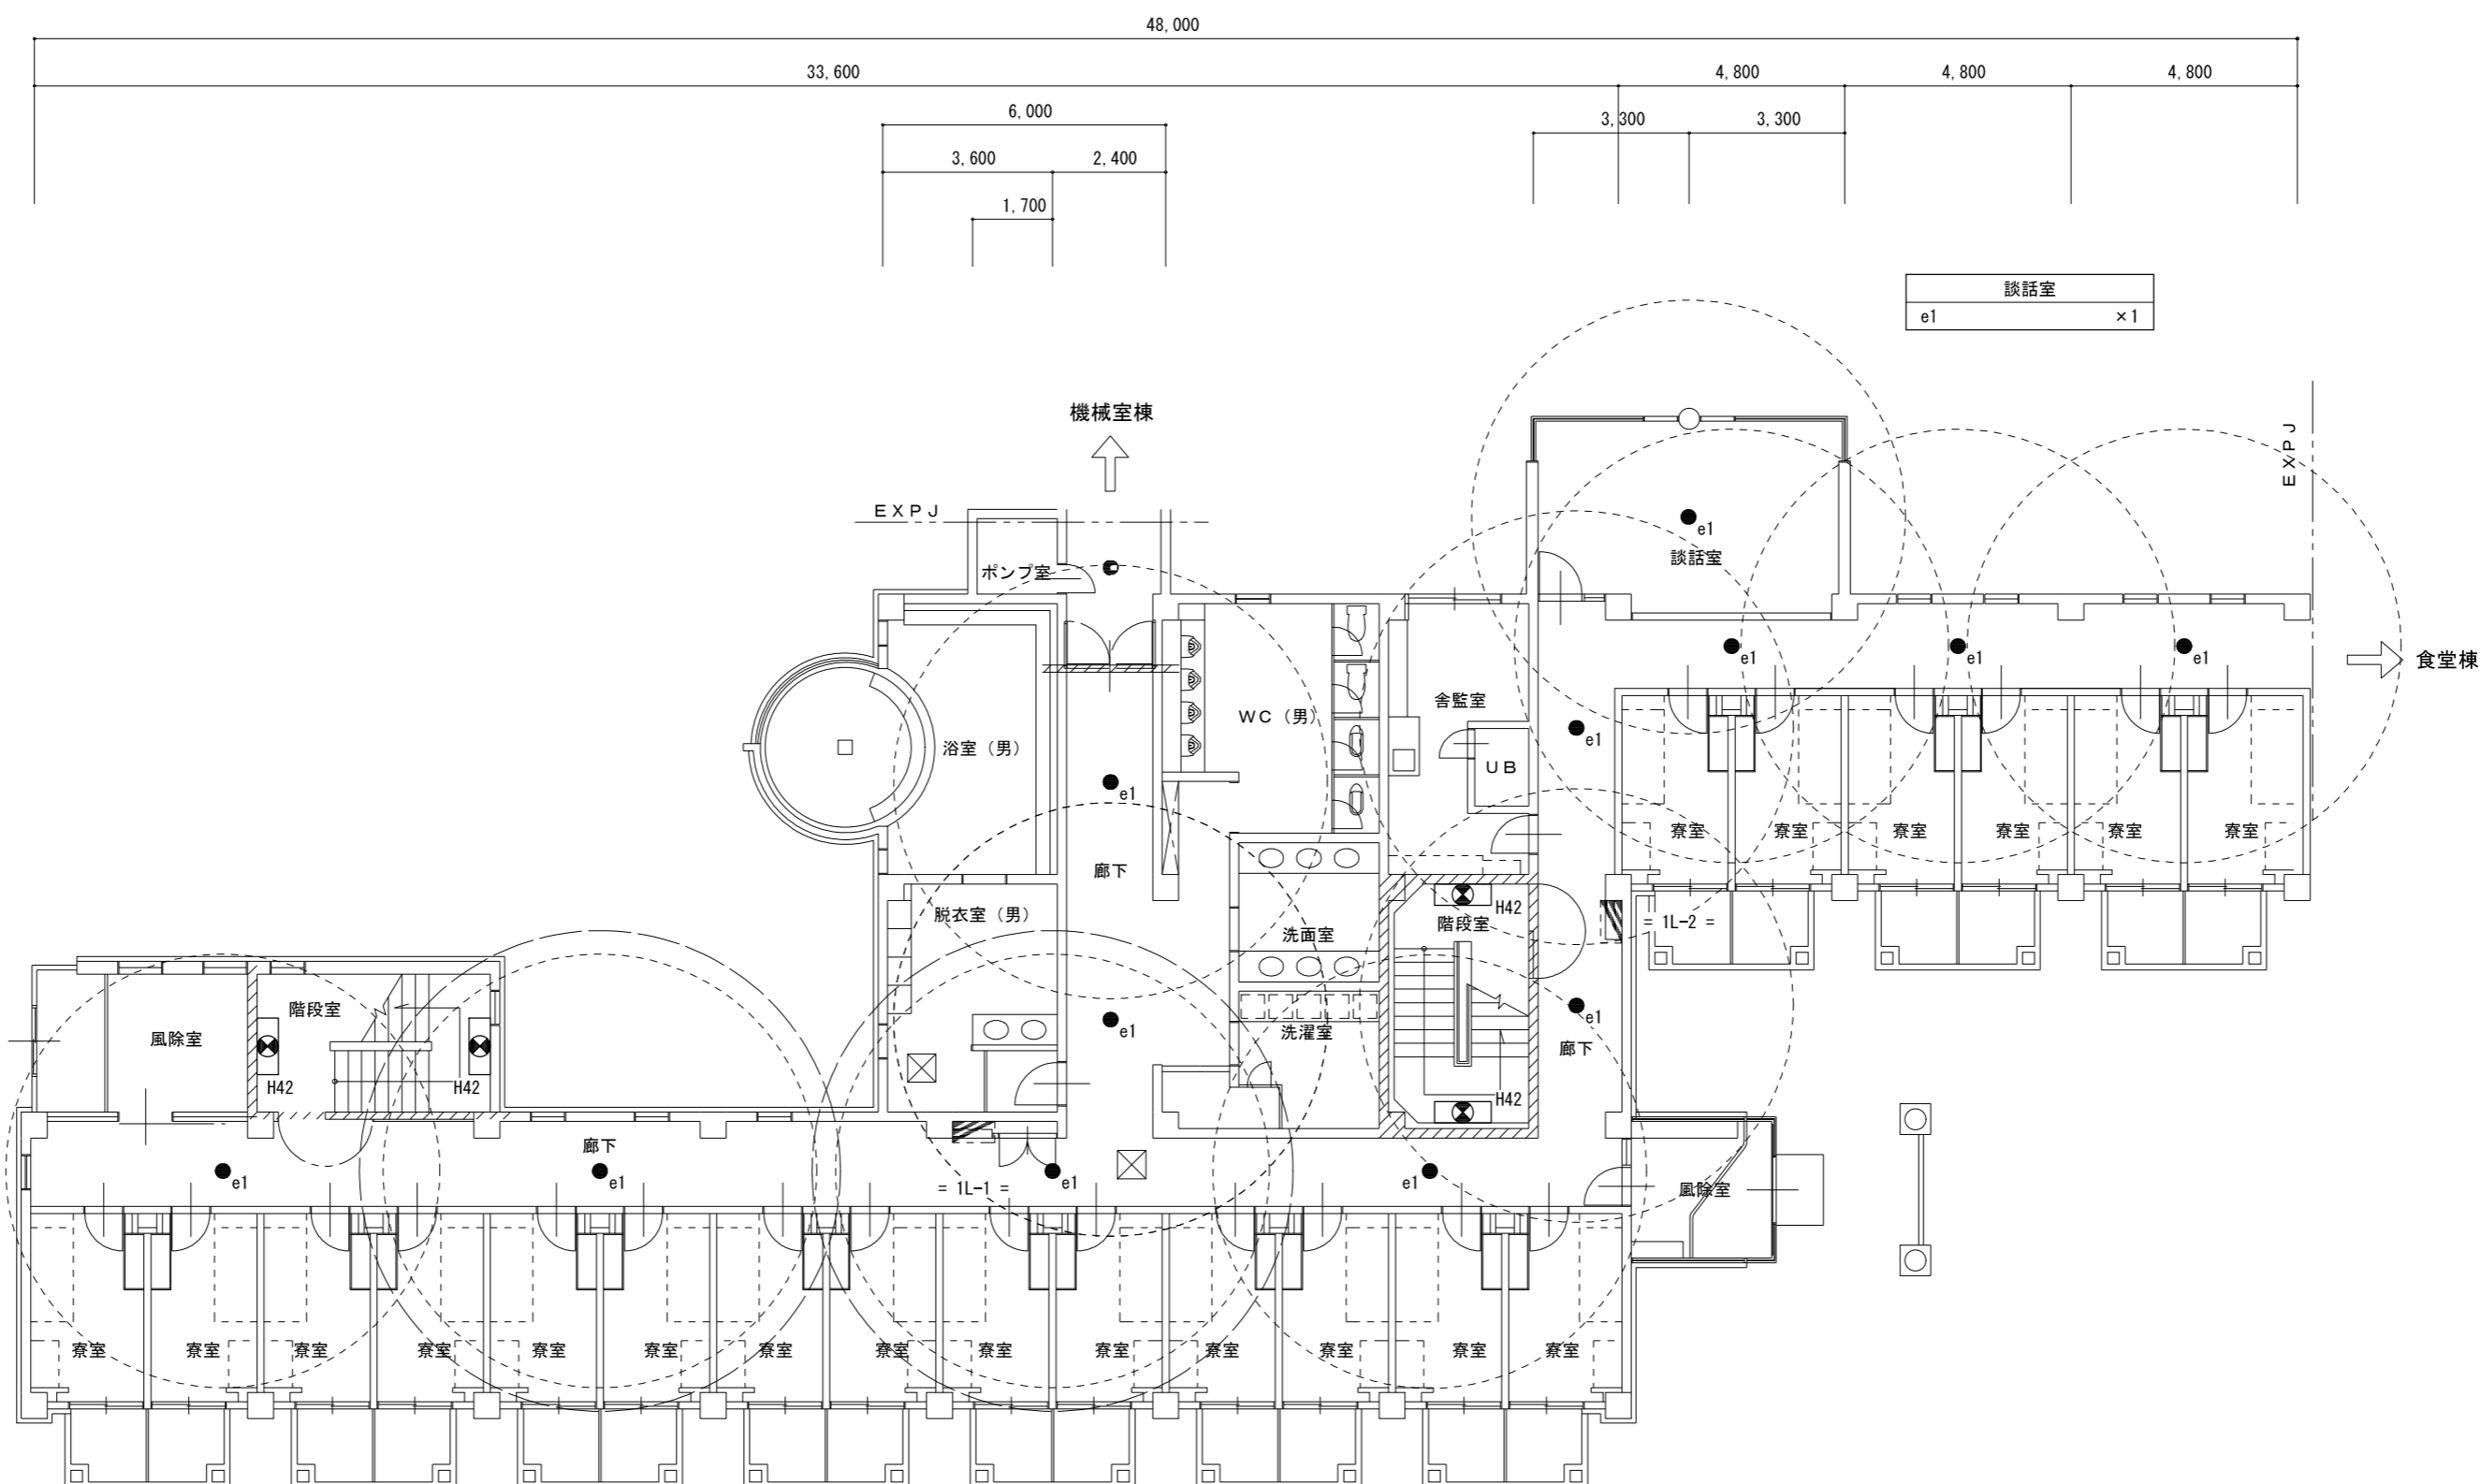 48,000
33,600
4,800
4,800
4,800
6,000
3,300
3,300
3,600
2,400
1,700
談話室
e1 ×1
機械室棟
EXPJ
EXPJ
e1
談話室
ポンプ室
e1
e1
e1
食堂棟
舎監室
WC（男）
e1
浴室（男）
UB
e1
寮室
寮室
寮室
寮室
寮室
寮室
廊下
H42
脱衣室（男）
階段室
= 1L-2 =
洗面室
階段室
風除室
e1
洗濯室
廊下
H42
H42
H42
廊下
e1
e1
= 1L-1 =
e1
e1
風除室
寮室
寮室
寮室
寮室
寮室
寮室
寮室
寮室
寮室
寮室
寮室
寮室
寮室
寮室
e1